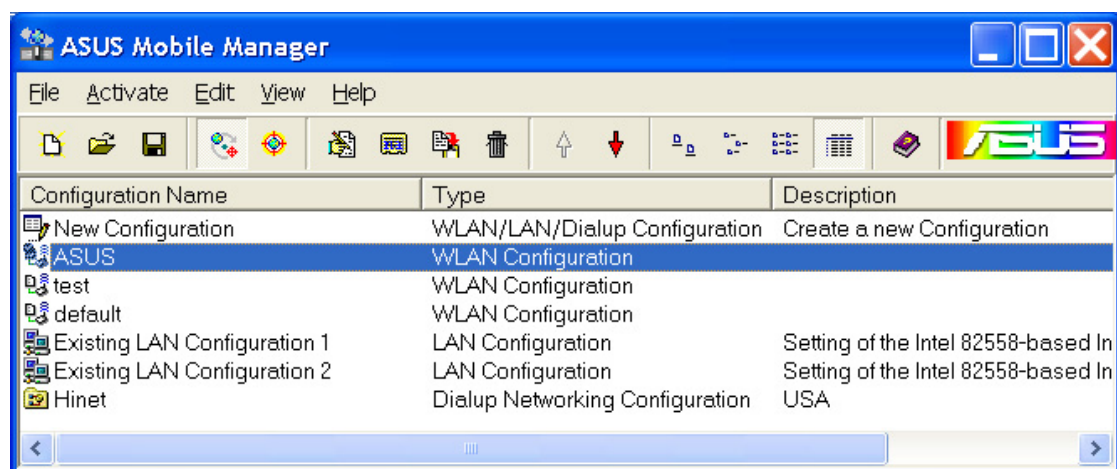 ASUS Mobile Manager
File Activate Edit View Help
ASUS
Configuration Name Type Description
New Configuration WLAN/LAN/Dialup Configuration Create a new Configuration
ASUS WLAN Configuration
test WLAN Configuration
default WLAN Configuration
Existing LAN Configuration 1 LAN Configuration Setting of the Intel 82558-based In
Existing LAN Configuration 2 LAN Configuration Setting of the Intel 82558-based In
Hinet Dialup Networking Configuration USA